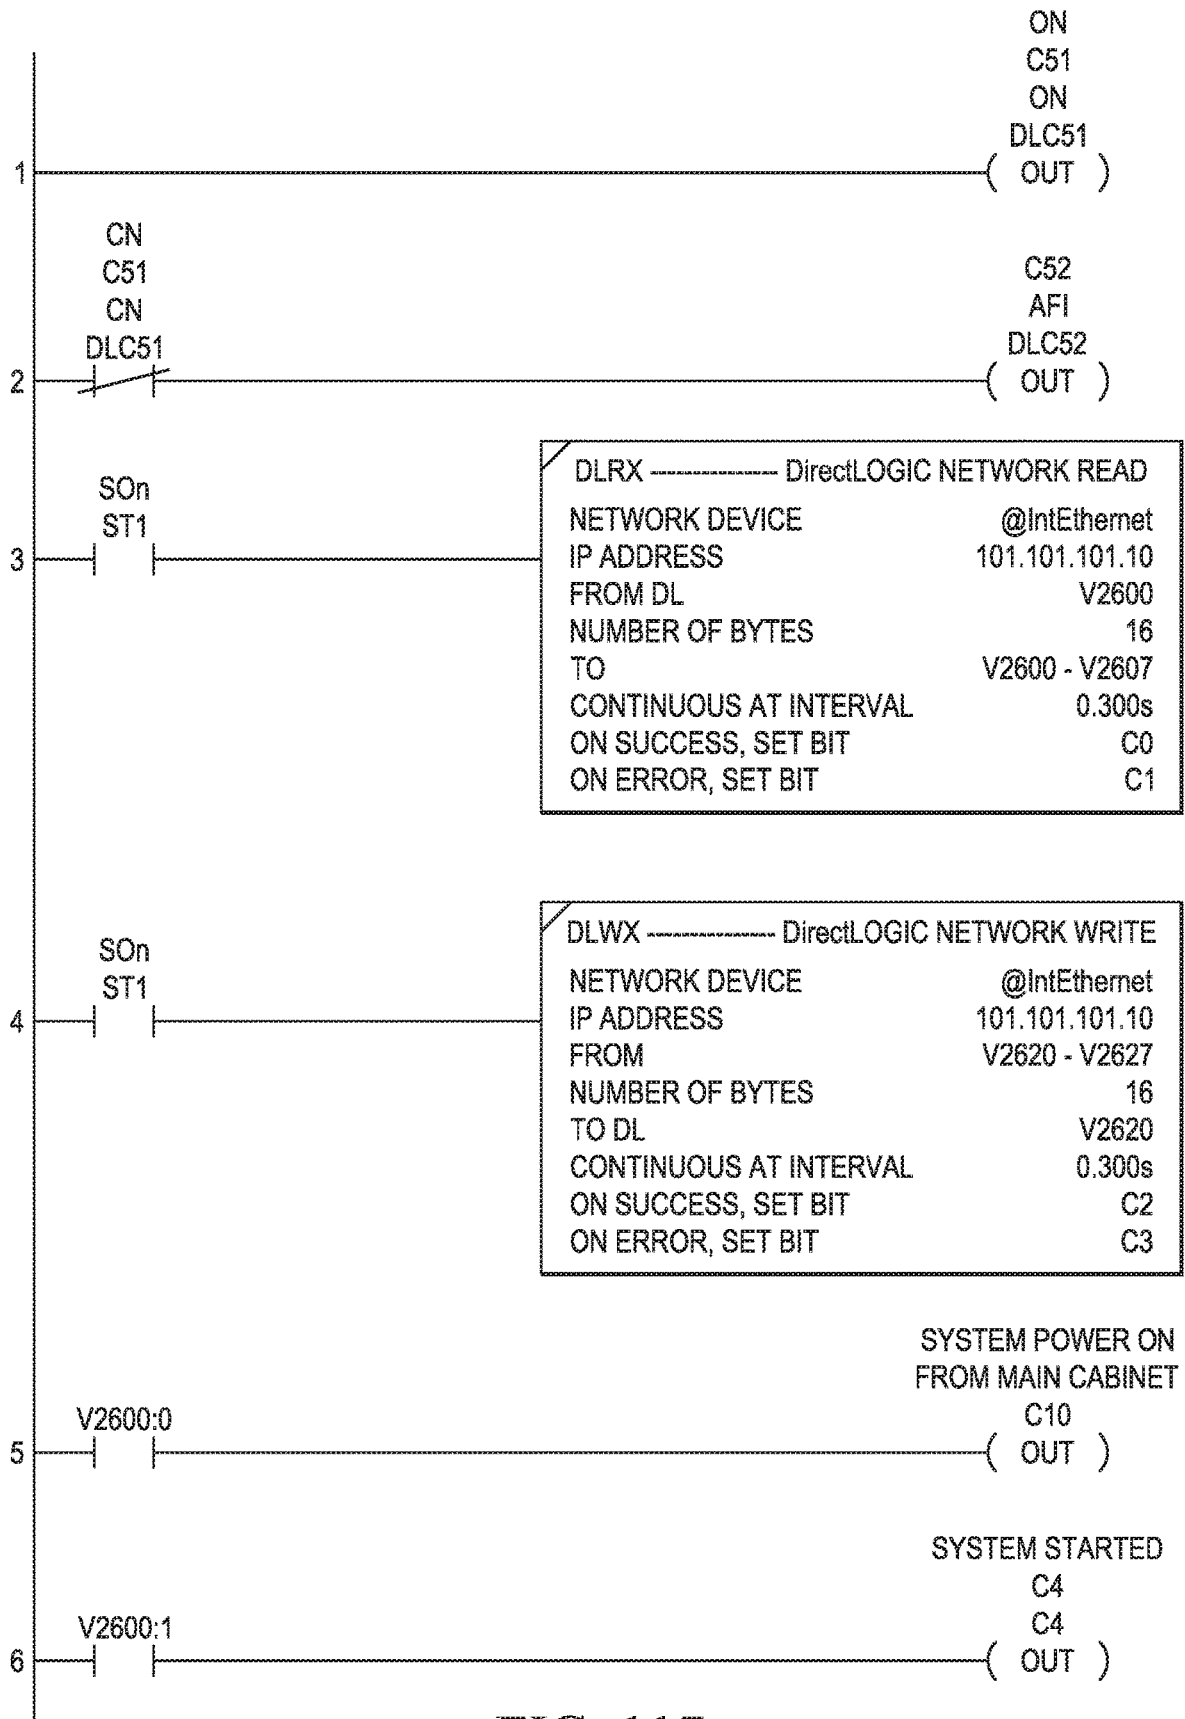 ON
C51
ON
DLC51
1 ( OUT )
CN
C51
CN
DLC51
C52
AFI
DLC52
2 ( OUT )
SOn
ST1
3
DLRX DirectLOGIC NETWORK READ
NETWORK DEVICE @IntEthernet
IP ADDRESS 101.101.101.10
FROM DL V2600
NUMBER OF BYTES 16
TO V2600 - V2607
CONTINUOUS AT INTERVAL 0.300s
ON SUCCESS, SET BIT C0
ON ERROR, SET BIT C1
SOn
ST1
4
DLWX DirectLOGIC NETWORK WRITE
NETWORK DEVICE @IntEthernet
IP ADDRESS 101.101.101.10
FROM V2620 - V2627
NUMBER OF BYTES 16
TO DL V2620
CONTINUOUS AT INTERVAL 0.300s
ON SUCCESS, SET BIT C2
ON ERROR, SET BIT C3
SYSTEM POWER ON
FROM MAIN CABINET
V2600:0 C10
5 ( OUT )
SYSTEM STARTED
C4
V2600:1 C4
6 ( OUT )